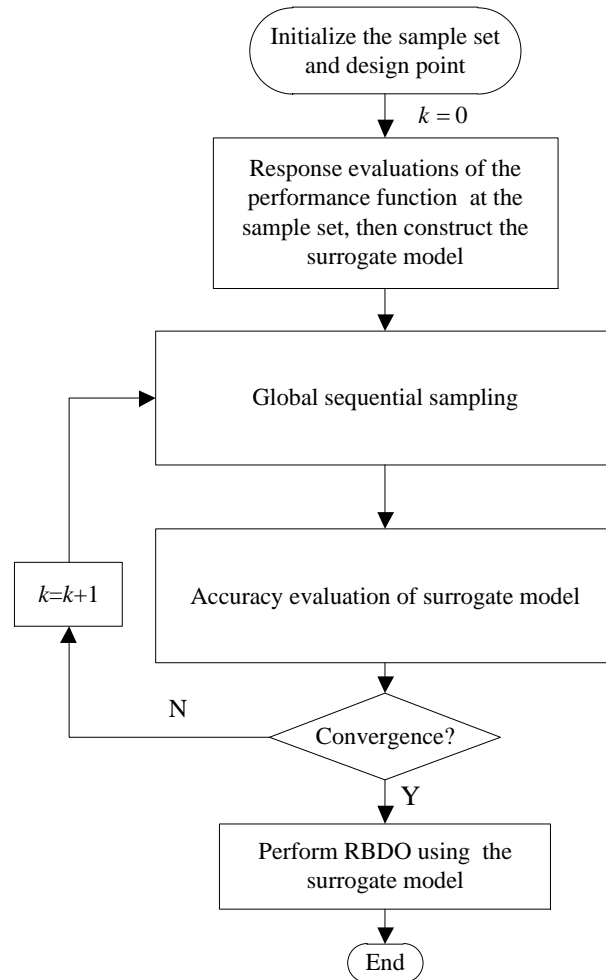 Initialize the sample set
and design point
k = 0
Response evaluations of the
performance function at the
sample set, then construct the
surrogate model
Global sequential sampling
k=k+1
Accuracy evaluation of surrogate model
N
Convergence?
Y
Perform RBDO using the
surrogate model
End